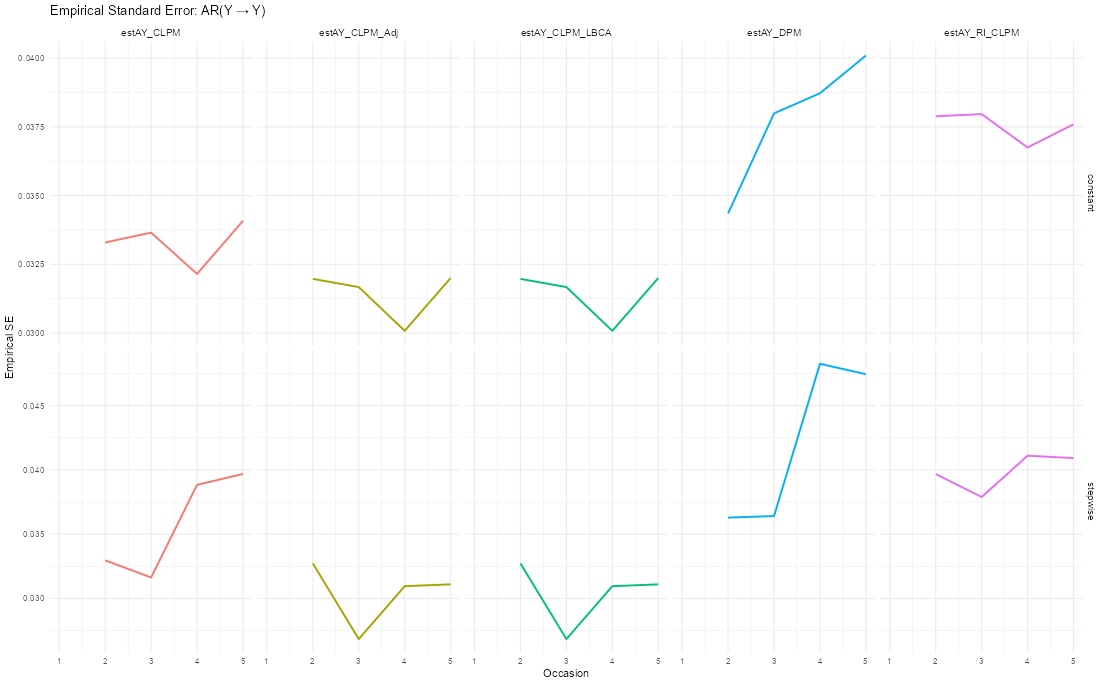 Empirical Standard Error: AR(Y → Y)
estAY_CLPM estAY_CLPM_Adj estAY_CLPM_LBCA estAY_DPM estAY_RI_CLPM
0.0400
0.0375
0.0350
0.0325
0.0300
constant
Empirical SE
0.045
0.040
0.035
0.030
stepwise
1 2 3 4 5 1 2 3 4 5 1 2 3 4 5 1 2 3 4 5 1 2 3 4 5
Occasion